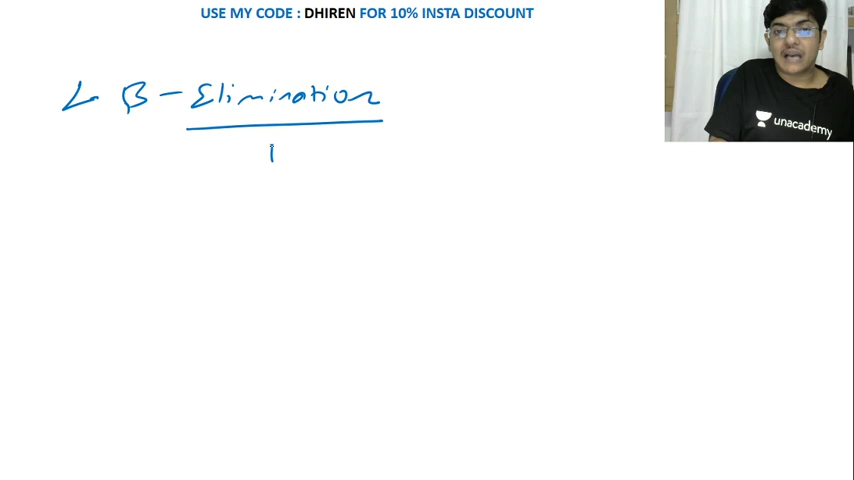 USE MY CODE : DHIREN FOR 10% INSTA DISCOUNT
β - Elimination
unacademy